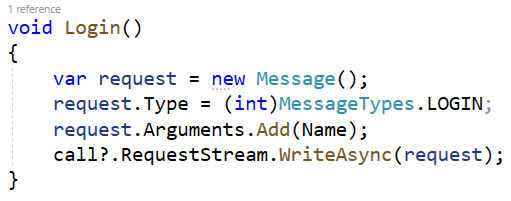 1 reference
void Login()
{
    var request = new Message();
    request.Type = (int)MessageTypes.LOGIN;
    request.Arguments.Add(Name);
    call?.RequestStream.WriteAsync(request);
}